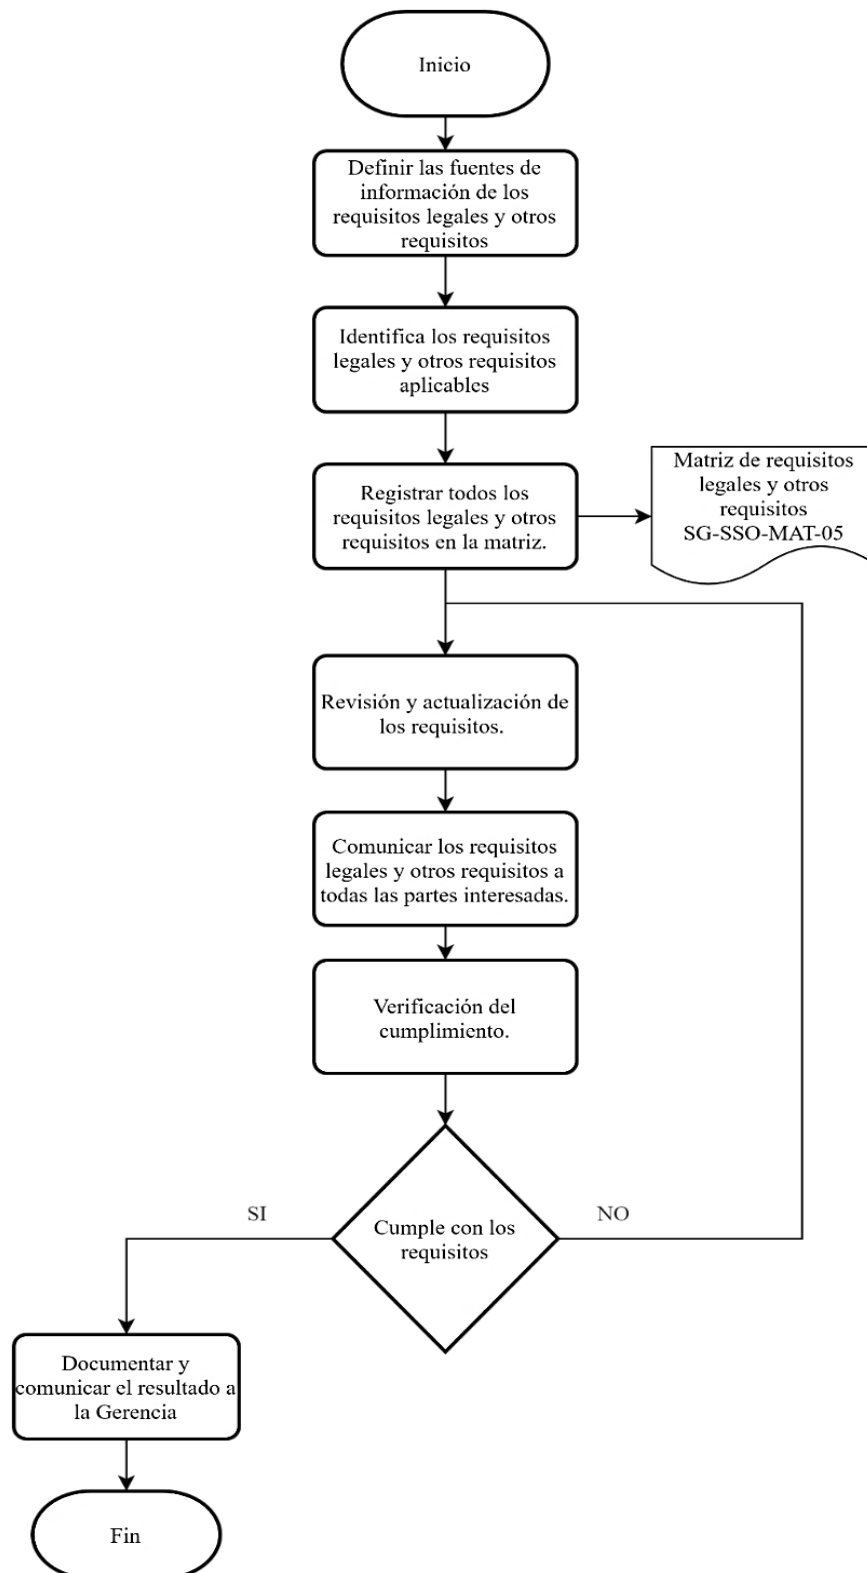 Inicio
Definir las fuentes de
información de los
requisitos legales y otros
requisitos
Identifica los requisitos
legales y otros requisitos
aplicables
Registrar todos los
requisitos legales y otros
requisitos en la matriz.
Matriz de requisitos
legales y otros
requisitos
SG-SSO-MAT-05
Revisión y actualización de
los requisitos.
Comunicar los requisitos
legales y otros requisitos a
todas las partes interesadas.
Verificación del
cumplimiento.
SI
Cumple con los
requisitos
NO
Documentar y
comunicar el resultado a
la Gerencia
Fin